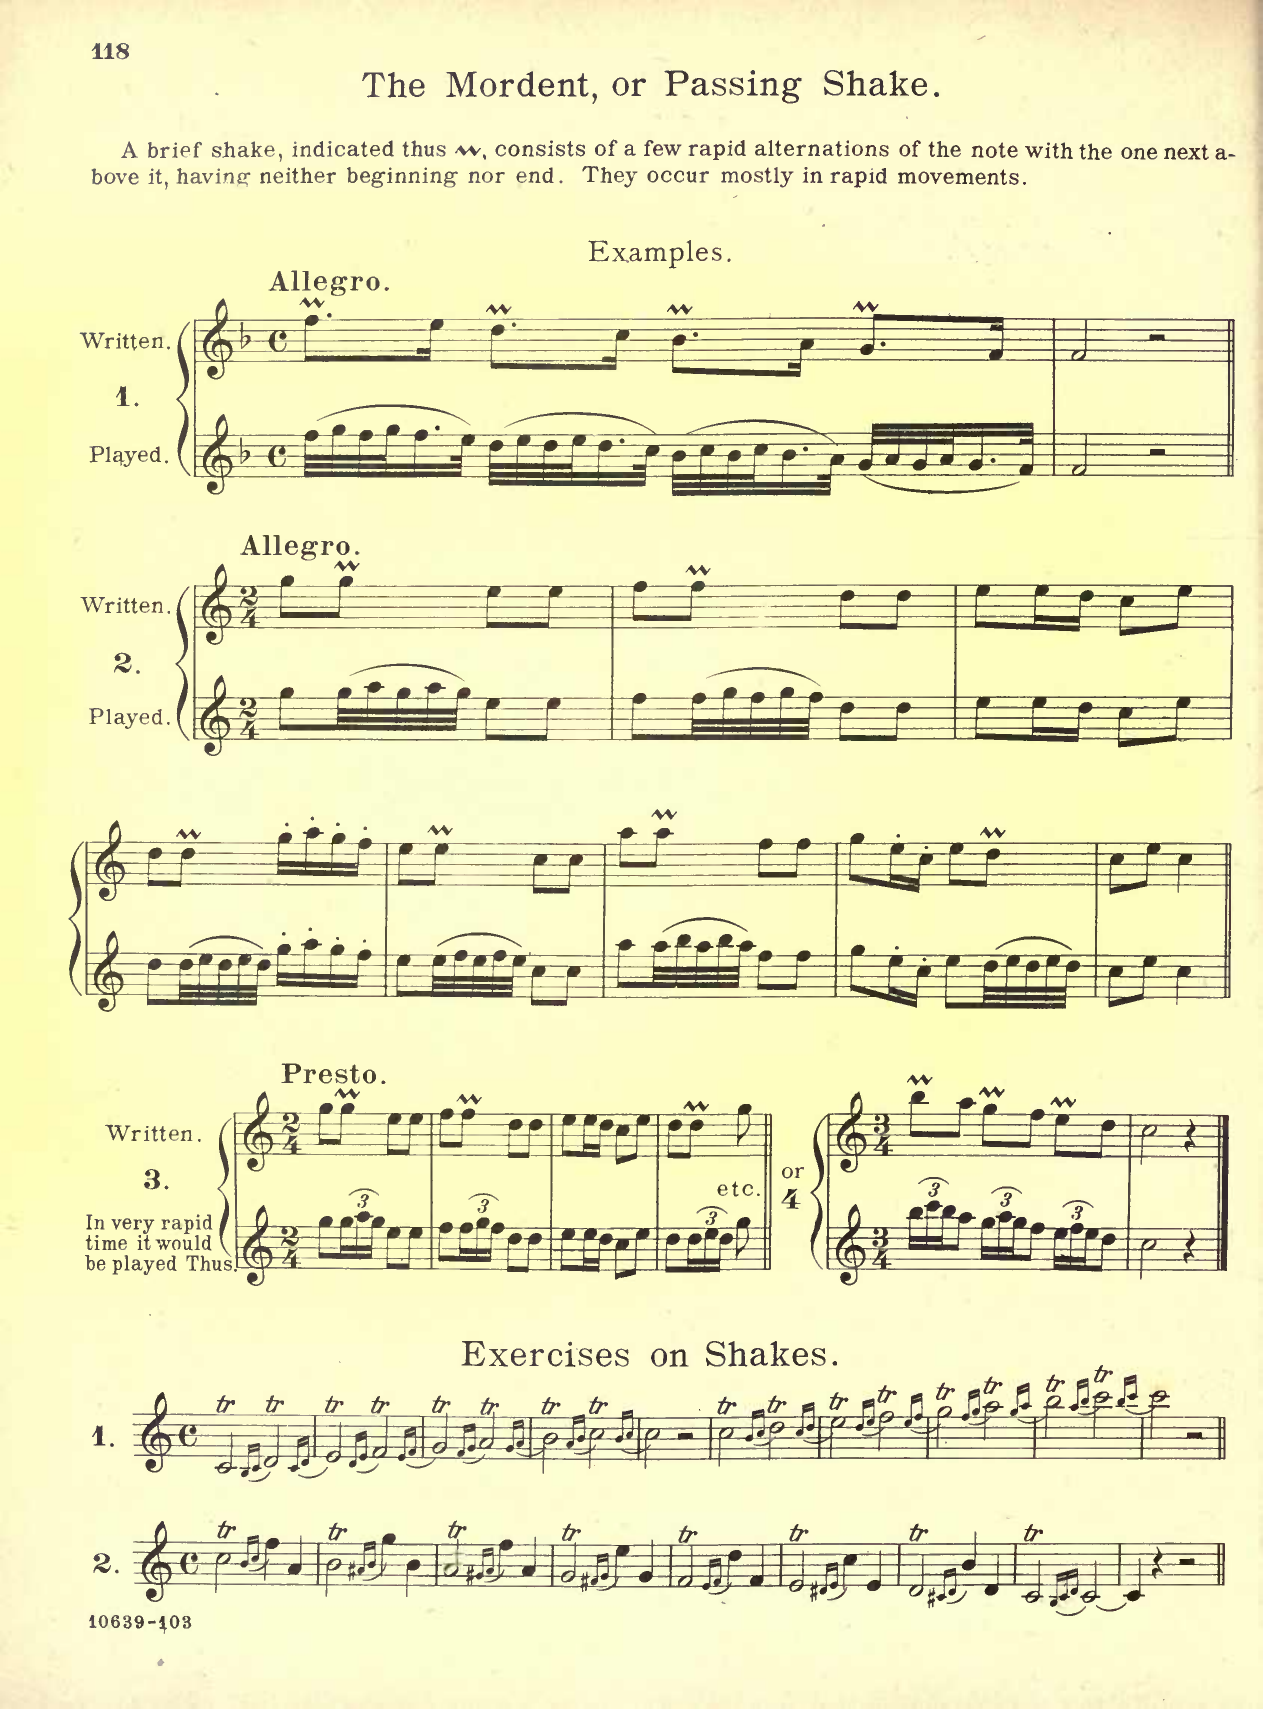 118
The Mordent, or Passing Shake.
A brief shake, indicated thus , consists of a few rapid alternations of the note with the one next a-
bove it, having neither beginning nor end. They occur mostly in rapid movements.
Examples.
Allegro.
Written.
1.
Played.
Allegro.
Written.
2.
Played.
Presto.
Written.
3.
etc.
or
4
In very rapid
time it would
be played Thus.
3 3 3 3 3 3
Exercises on Shakes.
tr tr tr tr tr tr tr tr tr tr tr tr tr tr tr tr
1.
tr tr tr tr tr tr tr tr
2.
10639-103